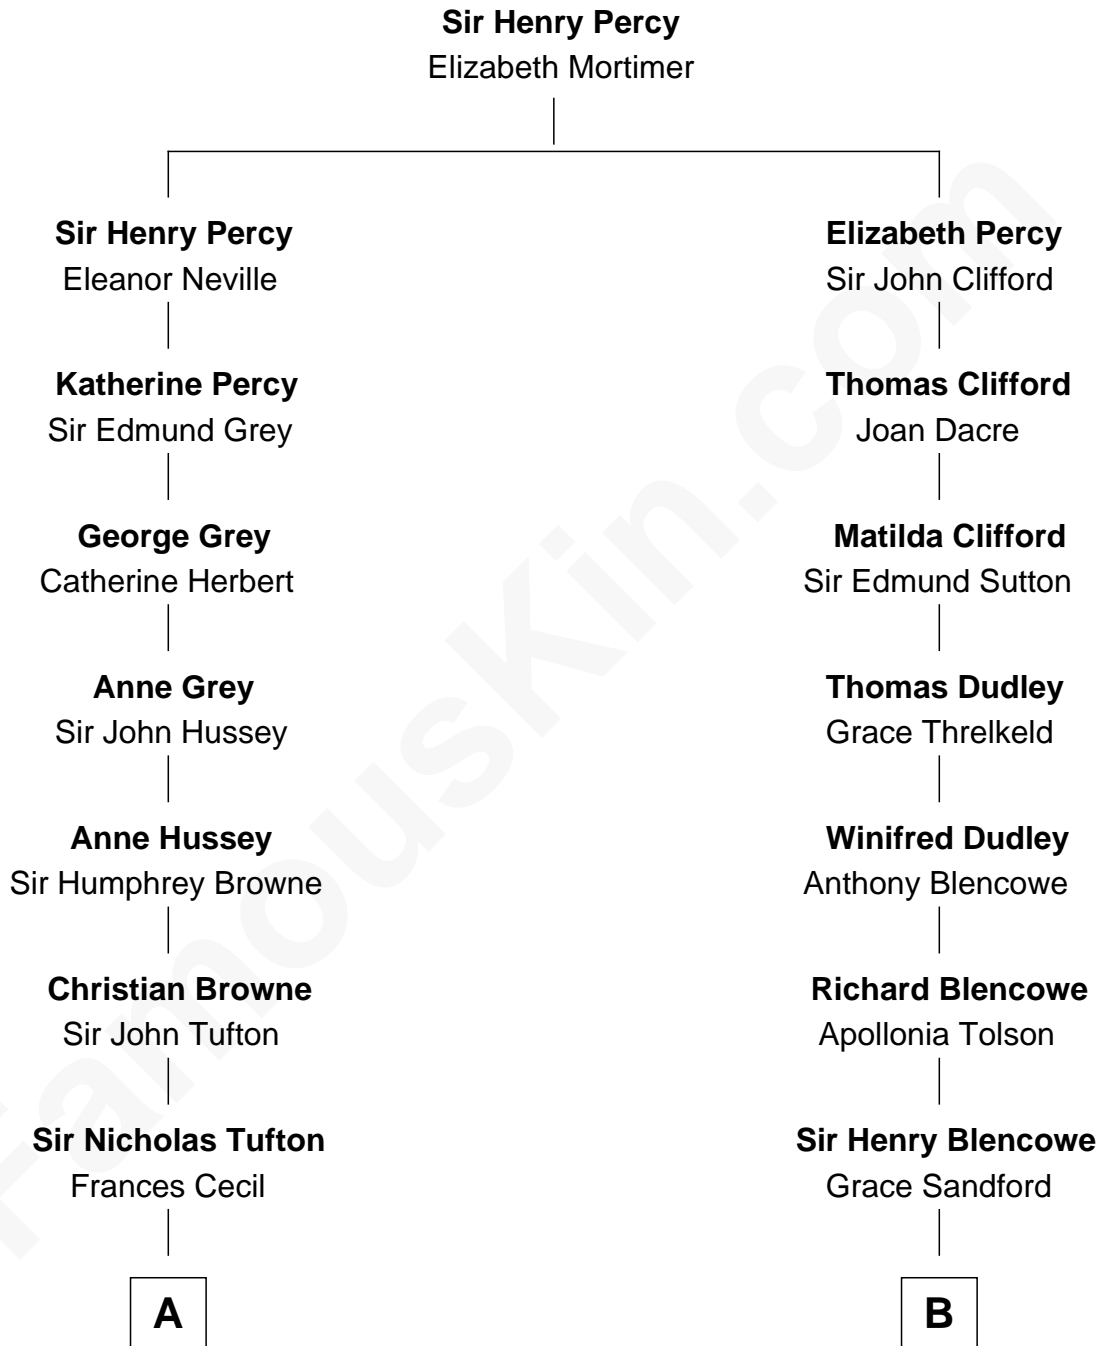 Sir Henry Percy
Elizabeth Mortimer
Sir Henry Percy
Eleanor Neville
Elizabeth Percy
Sir John Clifford
Katherine Percy
Sir Edmund Grey
Thomas Clifford
Joan Dacre
George Grey
Catherine Herbert
Matilda Clifford
Sir Edmund Sutton
Anne Grey
Sir John Hussey
Thomas Dudley
Grace Threlkeld
Anne Hussey
Sir Humphrey Browne
Winifred Dudley
Anthony Blencowe
Christian Browne
Sir John Tufton
Richard Blencowe
Apollonia Tolson
Sir Nicholas Tufton
Frances Cecil
Sir Henry Blencowe
Grace Sandford
A
B
FamousKin.com